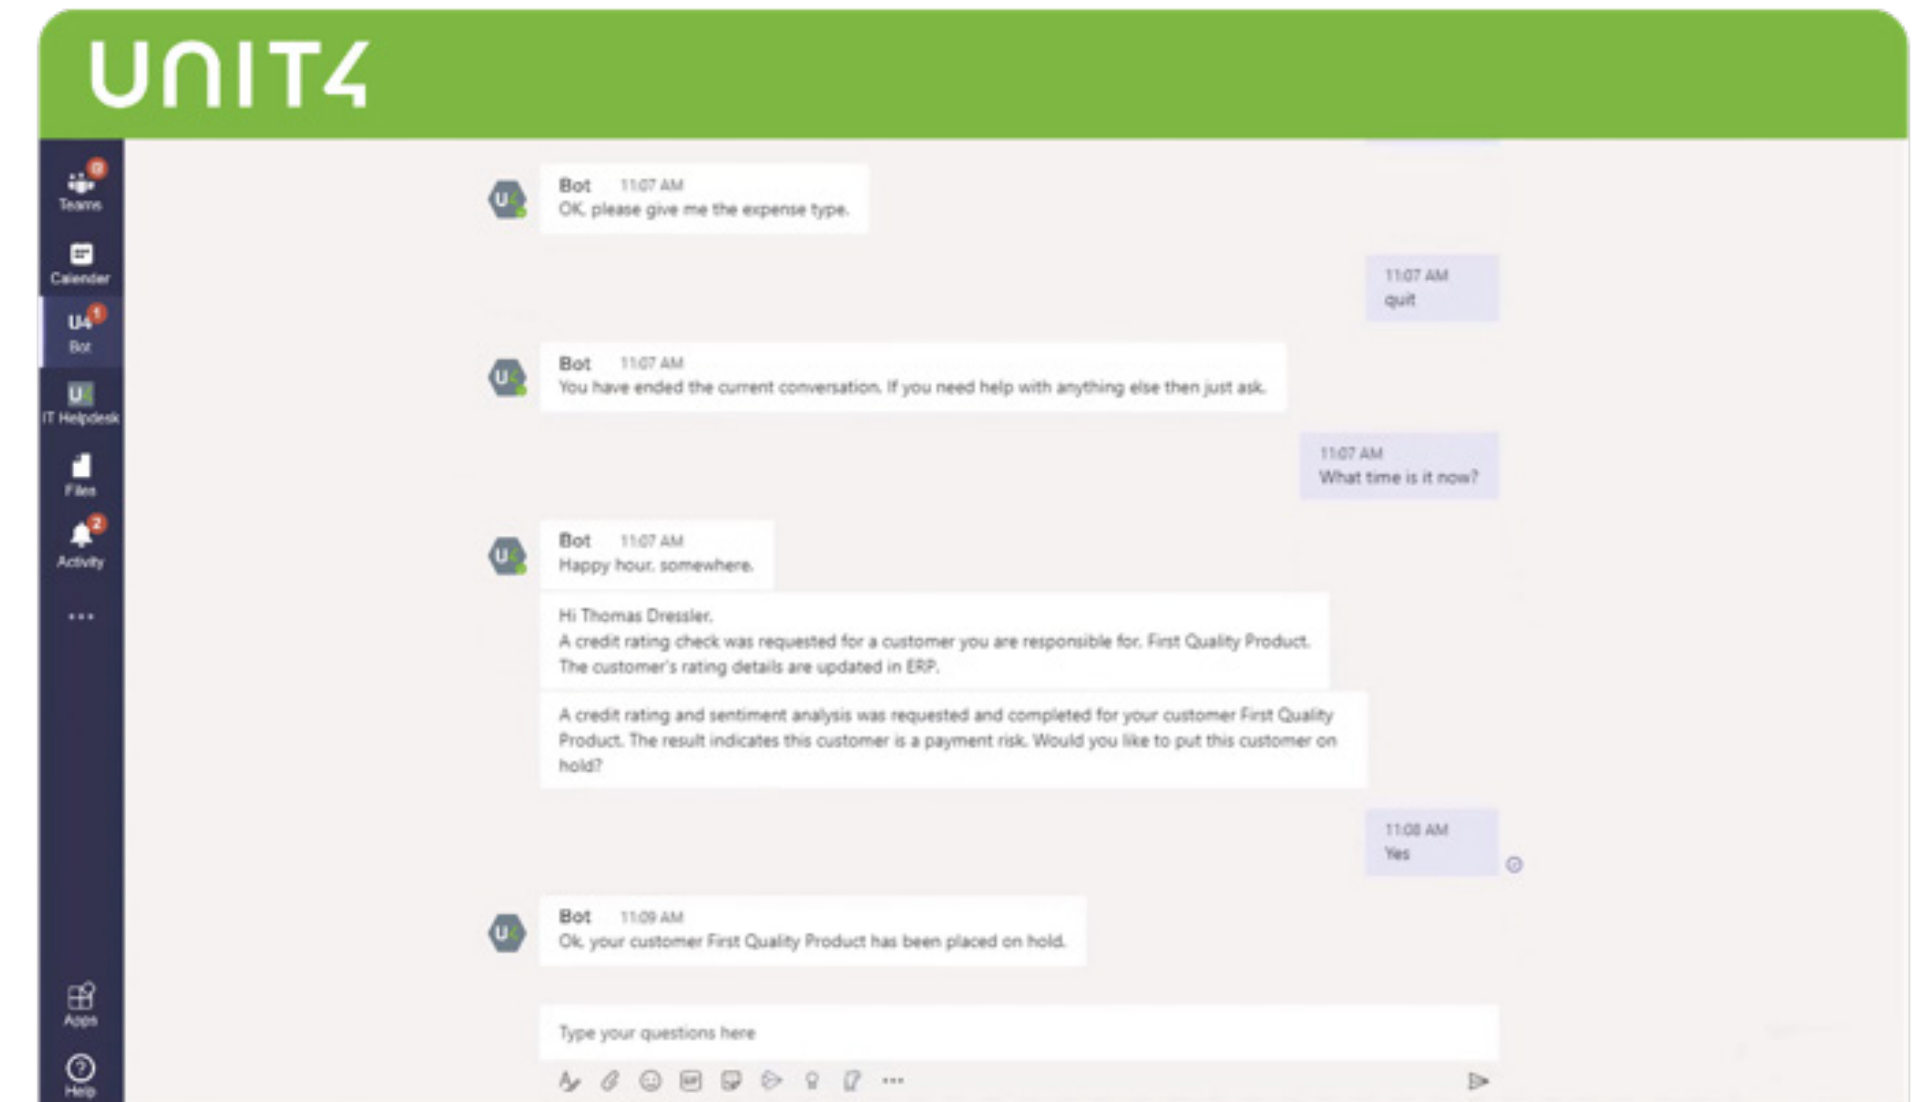 UNIT4
Teams
Calender
U4 1
Bot
U4
IT Helpdesk
Files
2
Activity
Apps
Help
Bot 11:07 AM
OK, please give me the expense type.
11:07 AM
quit
Bot 11:07 AM
You have ended the current conversation. If you need help with anything else then just ask.
11:07 AM
What time is it now?
Bot 11:07 AM
Happy hour, somewhere.
Hi Thomas Dressler.
A credit rating check was requested for a customer you are responsible for. First Quality Product.
The customer's rating details are updated in ERP.
A credit rating and sentiment analysis was requested and completed for your customer First Quality
Product. The result indicates this customer is a payment risk. Would you like to put this customer on
hold?
11:08 AM
Yes
Bot 11:09 AM
Ok, your customer First Quality Product has been placed on hold.
Type your questions here